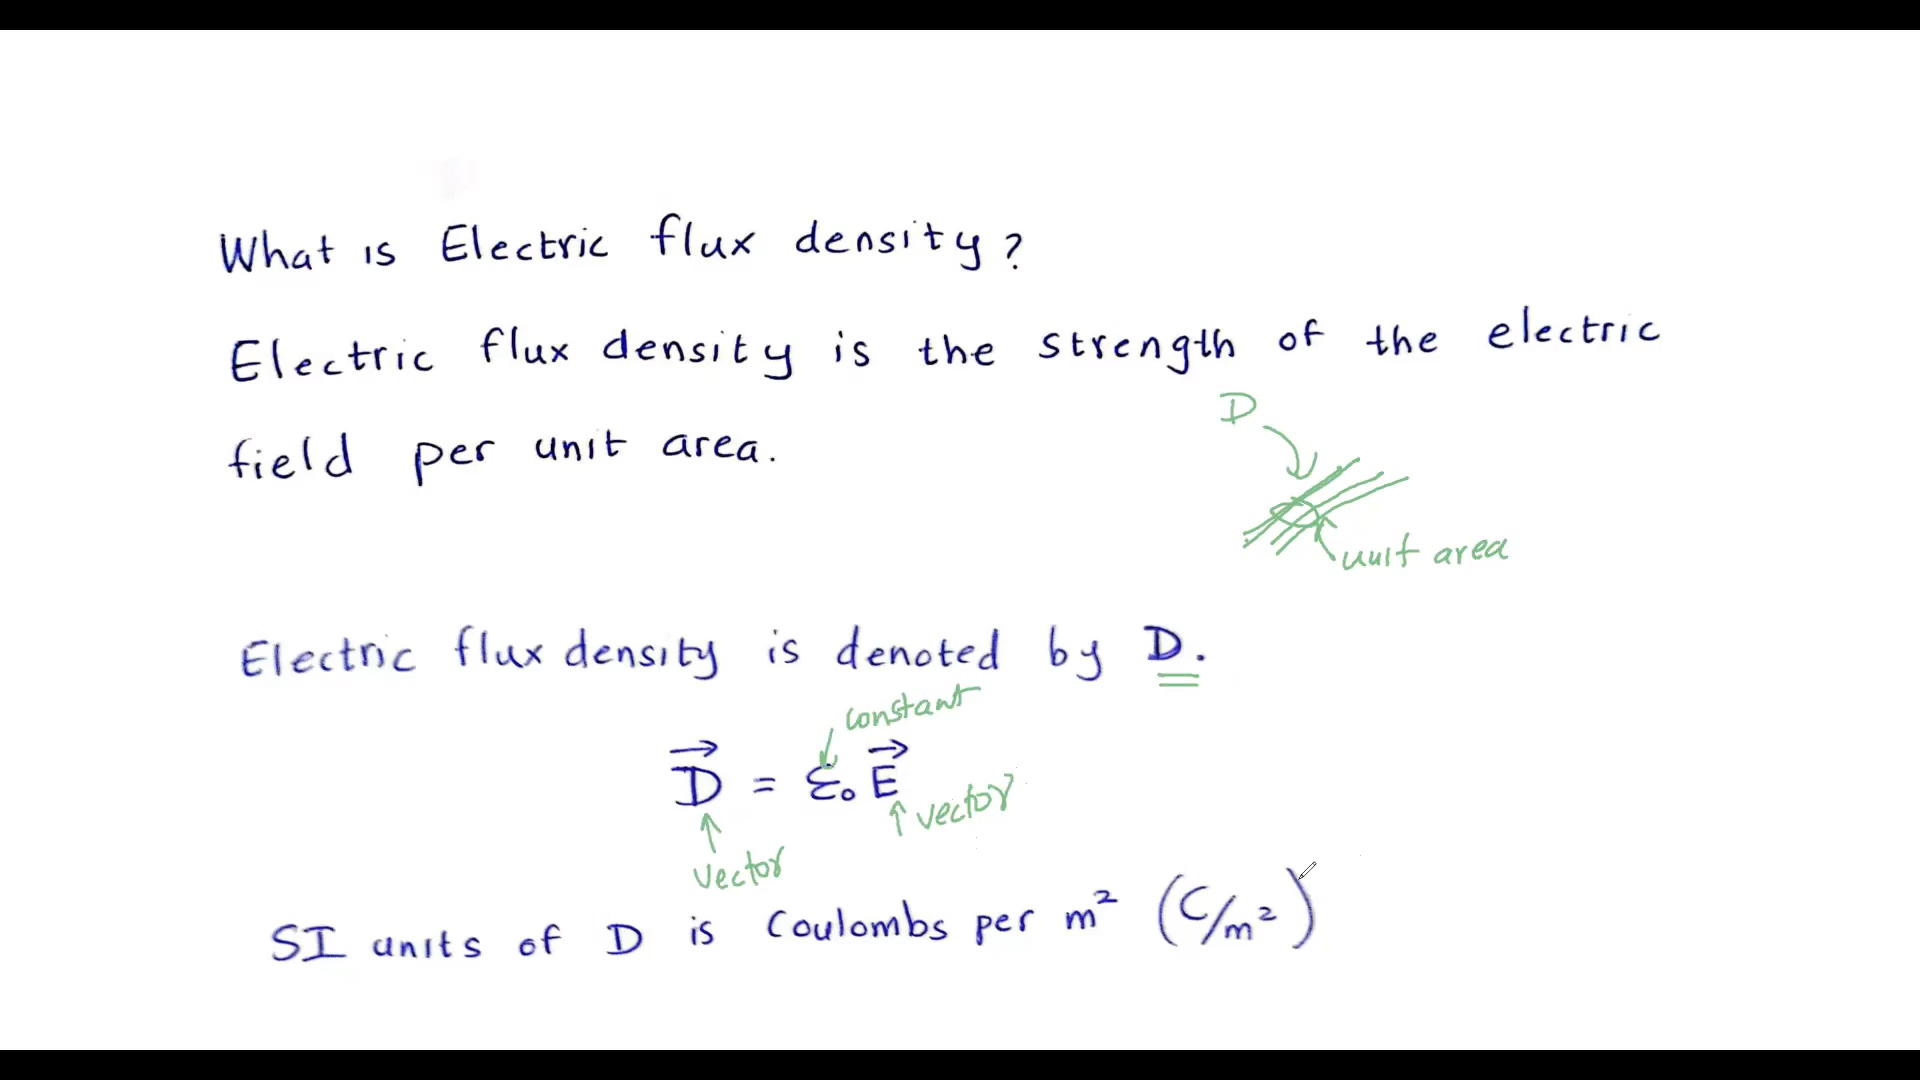 What is Electric flux density?
Electric flux density is the strength of the electric
D
field per unit area.
unit area
Electric flux density is denoted by D.
constant
D⃗ = ε₀ E⃗
vector
vector
SI units of D is Coulombs per m² (C/m²)